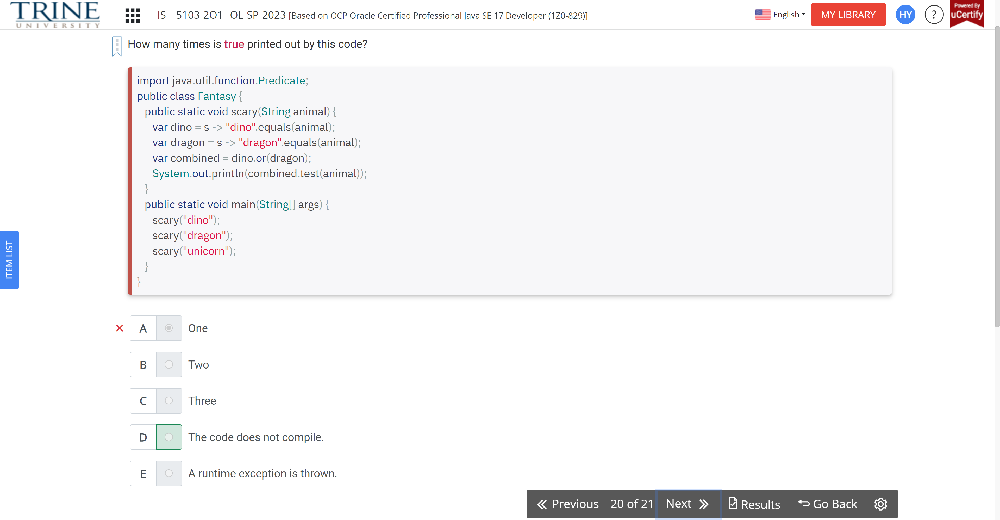 TRINE
UNIVERSITY
IS---5103-2O1--OL-SP-2023 [Based on OCP Oracle Certified Professional Java SE 17 Developer (1Z0-829)]
English
MY LIBRARY
HY
?
Powered By
uCertify
How many times is true printed out by this code?
import java.util.function.Predicate;
public class Fantasy {
public static void scary(String animal) {
var dino = s -> "dino".equals(animal);
var dragon = s -> "dragon".equals(animal);
var combined = dino.or(dragon);
System.out.println(combined.test(animal));
}
public static void main(String[] args) {
scary("dino");
scary("dragon");
scary("unicorn");
}
}
ITEM LIST
A One
B Two
C Three
D The code does not compile.
E A runtime exception is thrown.
Previous 20 of 21 Next Results Go Back